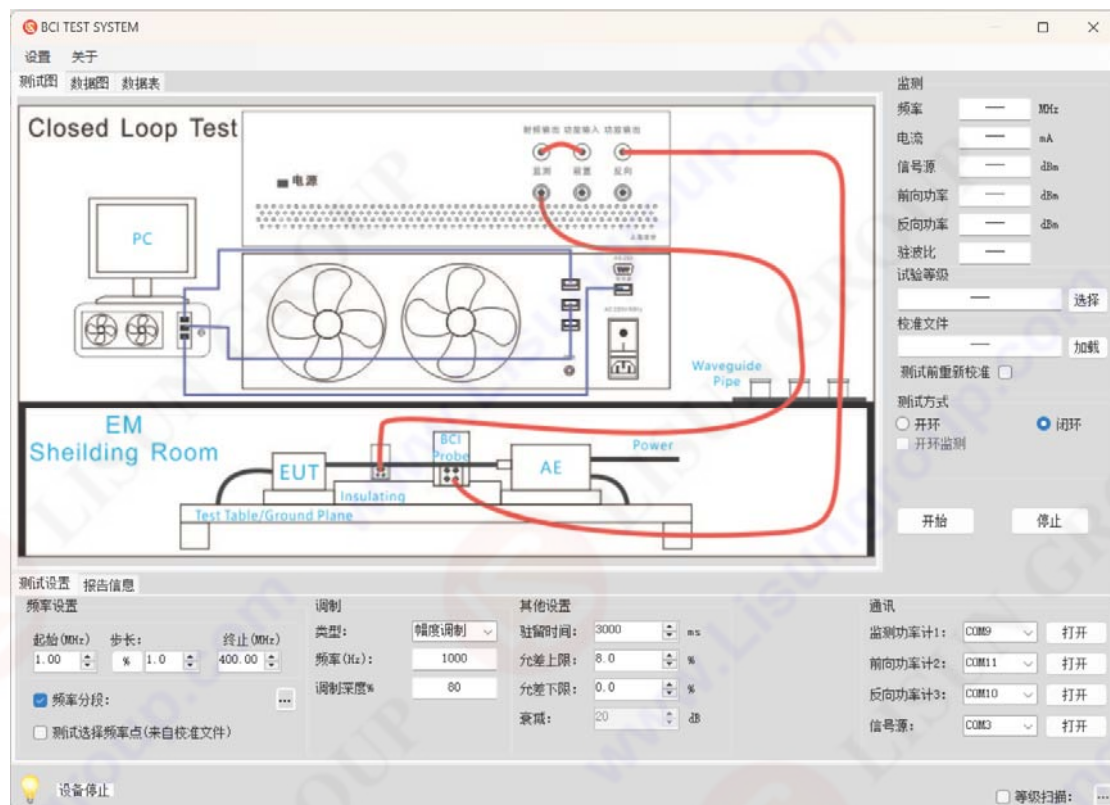 BCI TEST SYSTEM
设置 关于
测试图 数据图 数据表
Closed Loop Test
射频输出 功放输入 功放输出
监测 前置 反向
电源
PC
Waveguide
Pipe
EM
Sheilding Room
BCI
Probe
Power
EUT
AE
Insulating
Test Table/Ground Plane
监测
频率 — MHz
电流 — mA
信号源 — dBm
前向功率 — dBm
反向功率 — dBm
驻波比 —
试验等级
— 选择
校准文件
— 加载
测试前重新校准
测试方式
开环 闭环
开环监测
开始 停止
测试设置 报告信息
频率设置
起始(MHz) 步长: 终止(MHz)
1.00 % 1.0 400.00
频率分段: ...
测试选择频率点(来自校准文件)
调制
类型: 幅度调制
频率(Hz): 1000
调制深度% 80
其他设置
驻留时间: 3000 ms
允差上限: 8.0 %
允差下限: 0.0 %
衰减: 20 dB
通讯
监测功率计1: COM9 打开
前向功率计2: COM11 打开
反向功率计3: COM10 打开
信号源: COM3 打开
设备停止
等级扫描: ...
LISUN GROUP
www.Lisungroup.com